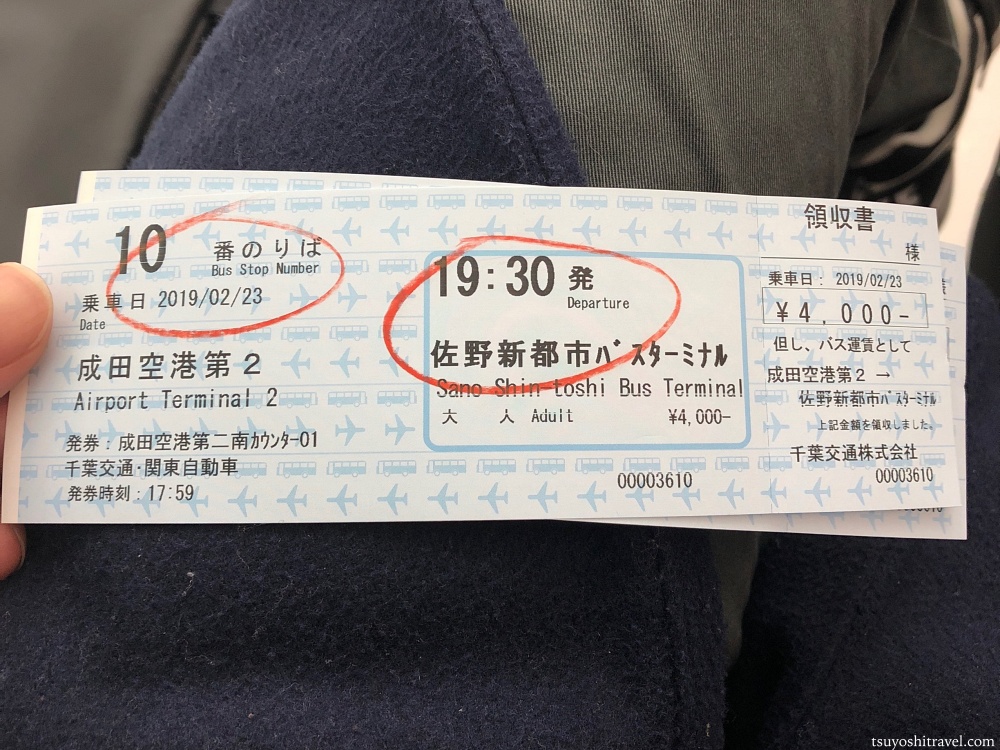 10 番のりば
Bus Stop Number
乗車日 2019/02/23
Date
成田空港第2
Airport Terminal 2
発券:成田空港第二南カウンター01
千葉交通・関東自動車
発券時刻:17:59
19:30 発
Departure
佐野新都市バスターミナル
Sano Shin-toshi Bus Terminal
大 人 Adult ¥4,000-
00003610
領収書
様
乗車日: 2019/02/23
¥4,000-
但し、バス運賃として
成田空港第2 →
佐野新都市バスターミナル
上記金額を領収しました。
千葉交通株式会社
00003610
tsuyoshitravel.com